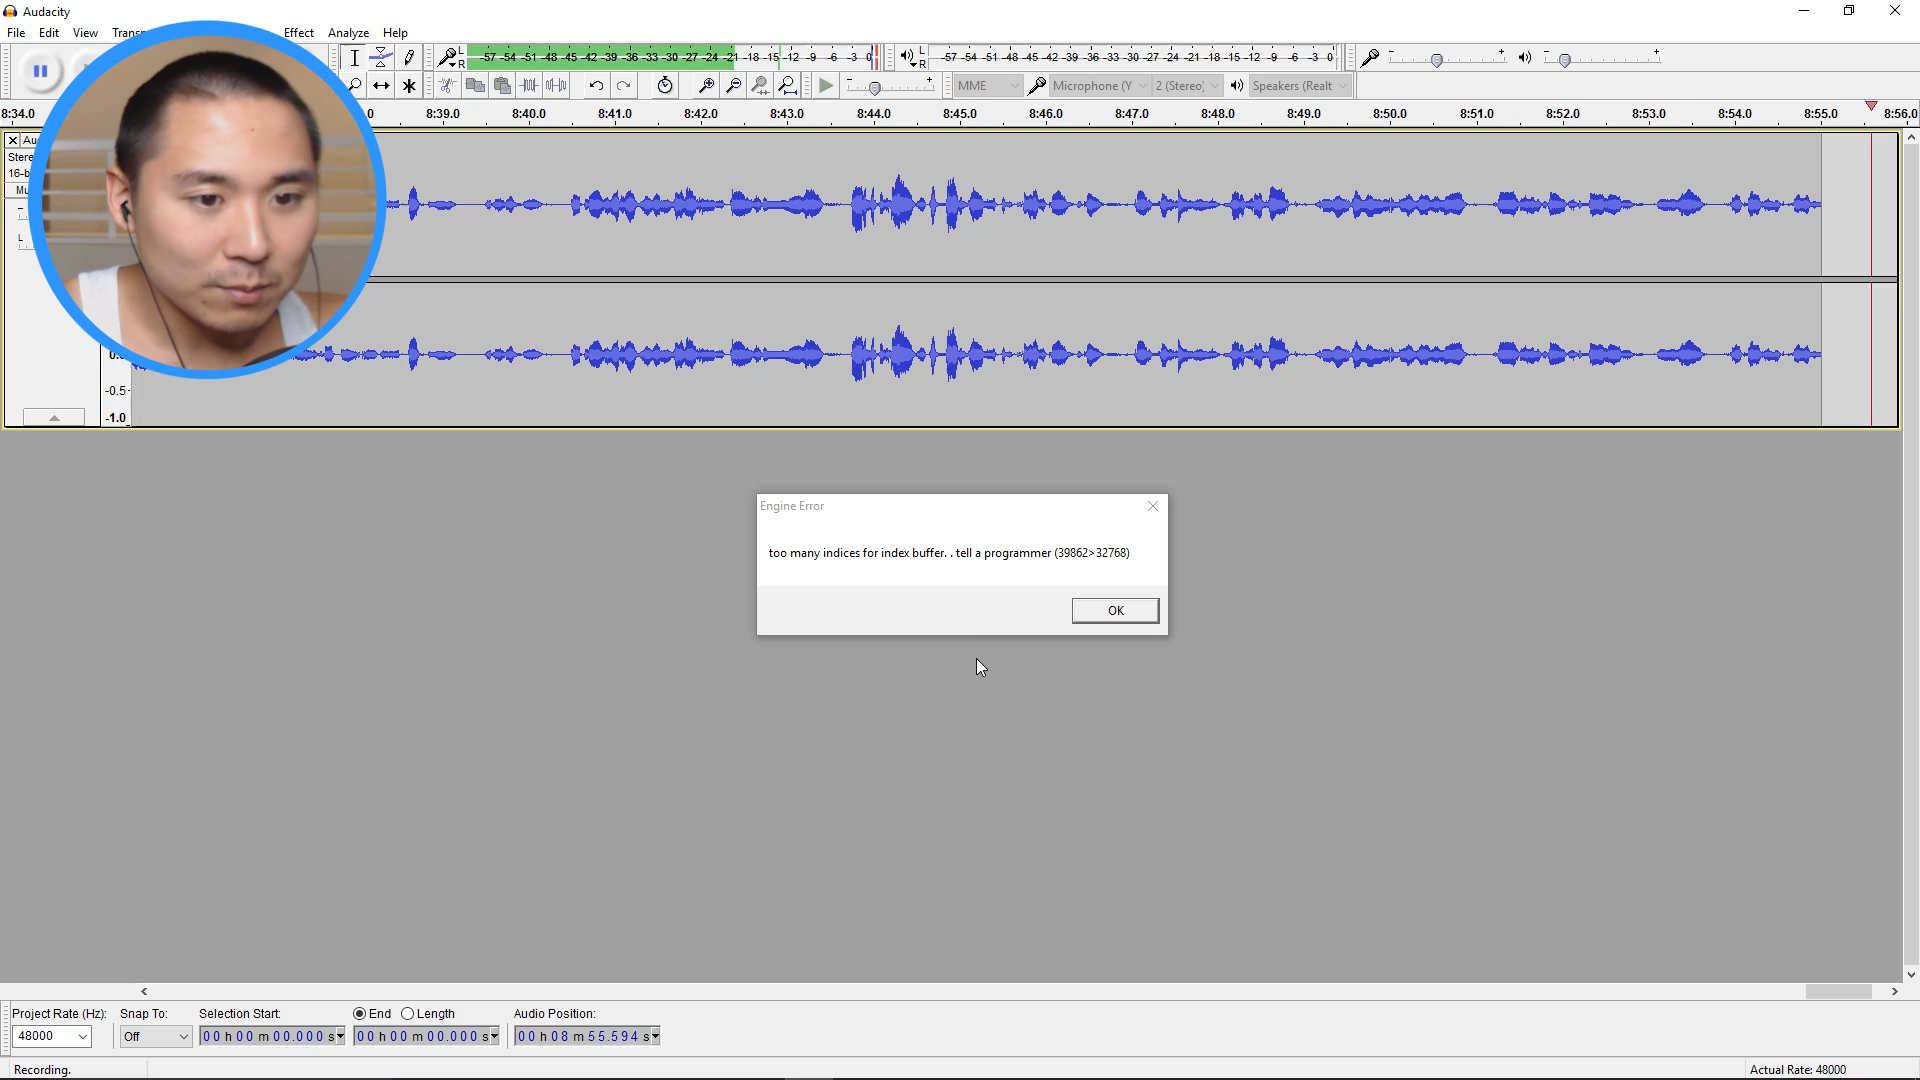 Audacity
File Edit View Trans Effect Analyze Help
L R -57 -54 -51 -48 -45 -42 -39 -36 -33 -30 -27 -24 -21 -18 -15 -12 -9 -6 -3 0 L R -57 -54 -51 -48 -45 -42 -39 -36 -33 -30 -27 -24 -21 -18 -15 -12 -9 -6 -3 0 - + - +
- + MME Microphone (Y 2 (Stereo) Speakers (Realt
8:34.0 8:39.0 8:40.0 8:41.0 8:42.0 8:43.0 8:44.0 8:45.0 8:46.0 8:47.0 8:48.0 8:49.0 8:50.0 8:51.0 8:52.0 8:53.0 8:54.0 8:55.0 8:56.0
Au
Stere
16-b
Mu
-
L
-0.5
-1.0
Engine Error
too many indices for index buffer. . tell a programmer (39862>32768)
OK
Project Rate (Hz): Snap To: Selection Start: End Length Audio Position:
48000 Off 00 h 00 m 00.000 s 00 h 00 m 00.000 s 00 h 08 m 55.594 s
Recording. Actual Rate: 48000